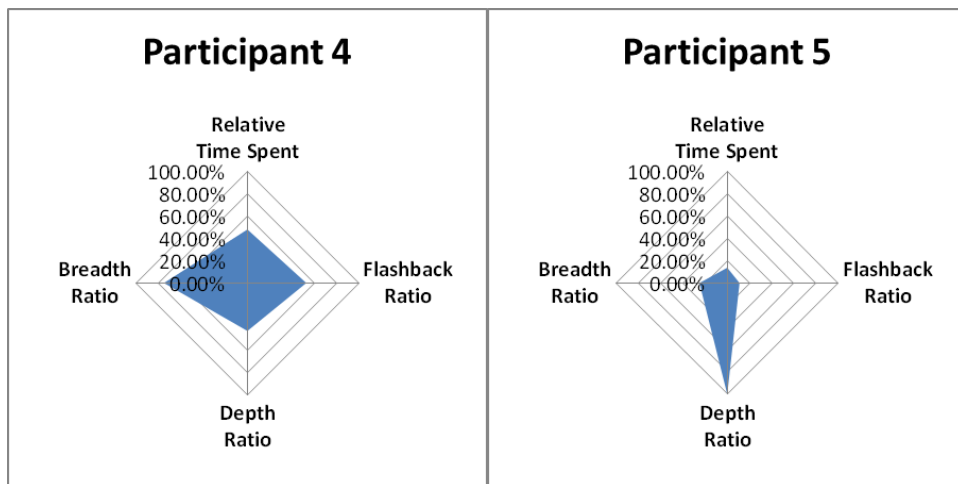 Participant 4
Relative
Time Spent
100.00%
80.00%
60.00%
40.00%
20.00%
0.00%
Breadth
Ratio
Flashback
Ratio
Depth
Ratio
Participant 5
Relative
Time Spent
100.00%
80.00%
60.00%
40.00%
20.00%
0.00%
Breadth
Ratio
Flashback
Ratio
Depth
Ratio